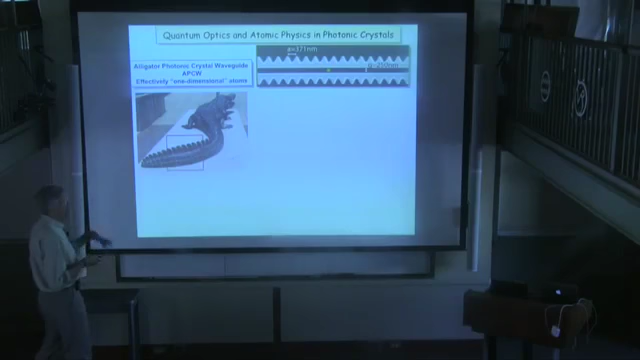 Quantum Optics and Atomic Physics in Photonic Crystals
a=371nm
Alligator Photonic Crystal Waveguide
APCW
Effectively "one-dimensional" atoms